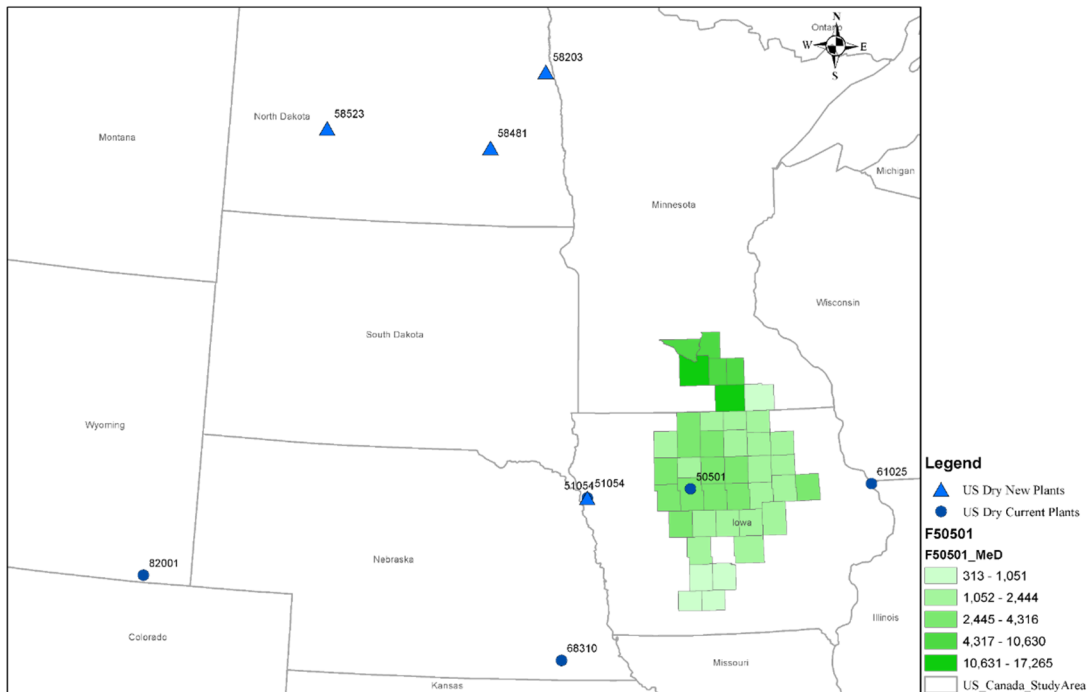 N
Ontario
W E
S
58203
North Dakota
58523
58481
Montana
Michigan
Minnesota
Wisconsin
South Dakota
Wyoming
Legend
61025
50501
51054 51054
US Dry New Plants
US Dry Current Plants
Iowa
F50501
F50501_MeD
Nebraska
82001
313 - 1,051
1,052 - 2,444
Illinois
2,445 - 4,316
Colorado
4,317 - 10,630
68310
10,631 - 17,265
Missouri
Kansas
US_Canada_StudyArea